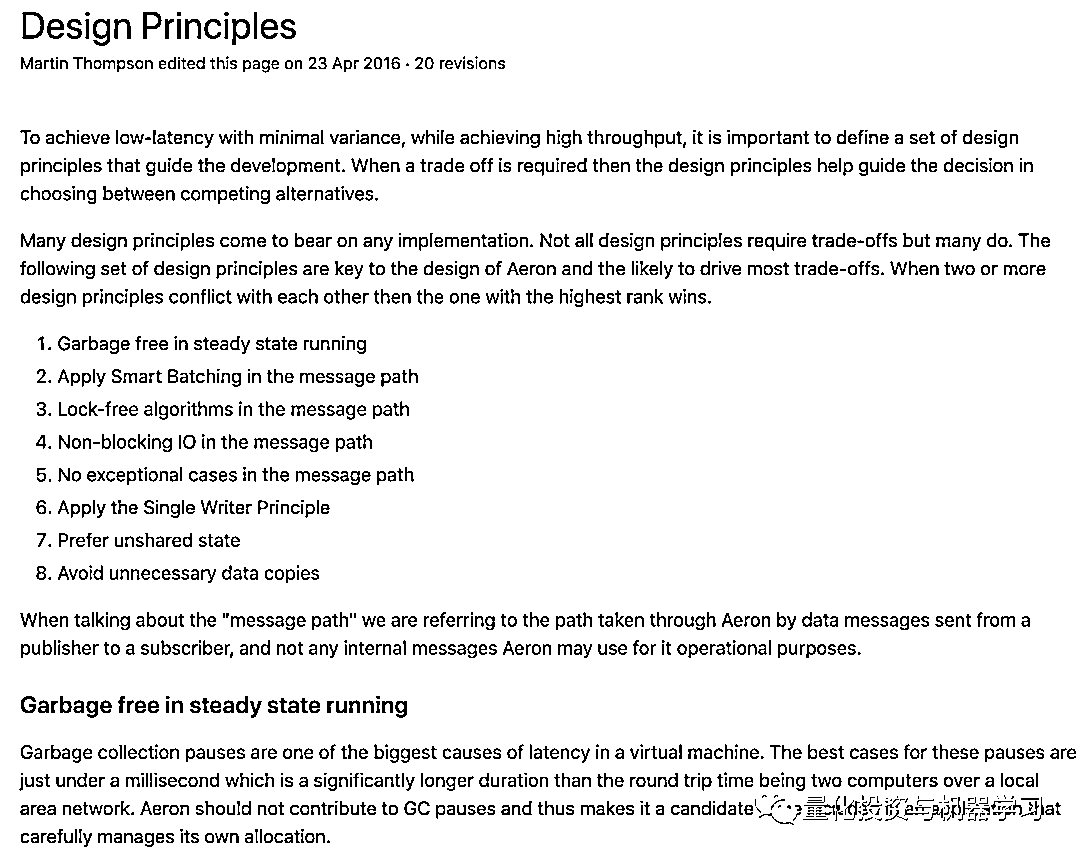 Design Principles
Martin Thompson edited this page on 23 Apr 2016 · 20 revisions
To achieve low-latency with minimal variance, while achieving high throughput, it is important to define a set of design
principles that guide the development. When a trade off is required then the design principles help guide the decision in
choosing between competing alternatives.
Many design principles come to bear on any implementation. Not all design principles require trade-offs but many do. The
following set of design principles are key to the design of Aeron and the likely to drive most trade-offs. When two or more
design principles conflict with each other then the one with the highest rank wins.
1. Garbage free in steady state running
2. Apply Smart Batching in the message path
3. Lock-free algorithms in the message path
4. Non-blocking IO in the message path
5. No exceptional cases in the message path
6. Apply the Single Writer Principle
7. Prefer unshared state
8. Avoid unnecessary data copies
When talking about the "message path" we are referring to the path taken through Aeron by data messages sent from a
publisher to a subscriber, and not any internal messages Aeron may use for it operational purposes.
Garbage free in steady state running
Garbage collection pauses are one of the biggest causes of latency in a virtual machine. The best cases for these pauses are
just under a millisecond which is a significantly longer duration than the round trip time being two computers over a local
area network. Aeron should not contribute to GC pauses and thus makes it a candidate
量化投资与机器学习
carefully manages its own allocation.